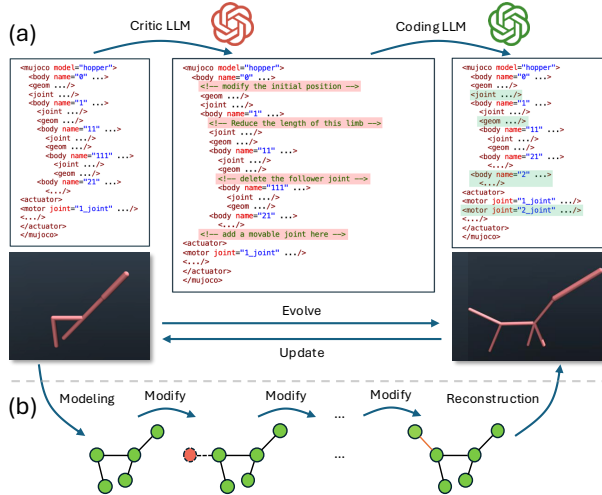 (a)
Critic LLM
Coding LLM
<mujoco model="hopper">
<body name="0" ...>
<geom .../>
<joint .../>
<body name="1" ...>
<joint .../>
<geom .../>
<body name="11" ...>
<joint .../>
<geom .../>
<body name="111" ...>
<joint .../>
<geom .../>
<body name="21" ...>
<.../>
<actuator>
<motor joint="1_joint" .../>
<.../>
</actuator>
</mujoco>
<mujoco model="hopper">
<body name="0" ...>
<!-- modify the initial position -->
<geom .../>
<joint .../>
<body name="1" ...>
<!-- Reduce the length of this limb -->
<joint .../>
<geom .../>
<body name="11" ...>
<joint .../>
<geom .../>
<!-- delete the follower joint -->
<body name="111" ...>
<joint .../>
<geom .../>
<body name="21" ...>
<.../>
<!-- add a movable joint here -->
<actuator>
<motor joint="1_joint" .../>
<.../>
</actuator>
</mujoco>
<mujoco model="hopper">
<body name="0" ...>
<geom .../>
<joint .../>
<body name="1" ...>
<joint .../>
<geom .../>
<body name="11" ...>
<joint .../>
<geom .../>
<body name="21" ...>
<.../>
<body name="2" ...>
<.../>
<actuator>
<motor joint="1_joint" .../>
<motor joint="2_joint" .../>
<.../>
</actuator>
</mujoco>
Evolve
Update
(b)
Modeling
Modify
Modify
...
Modify
Reconstruction
...